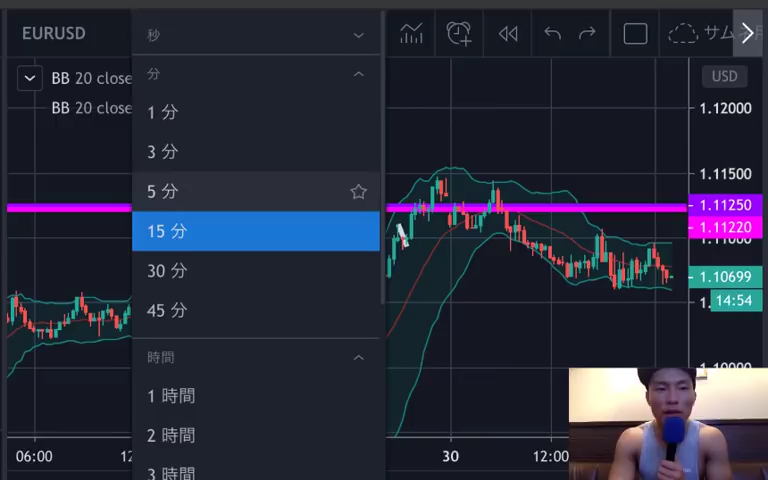 EURUSD
秒
サム
BB 20 close
分
USD
BB 20 close
1 分
1.12000
3 分
1.11500
5 分
1.11250
15 分
1.11220
1.11000
30 分
1.10699
45 分
14:54
時間
1.10000
1 時間
2 時間
06:00
30
12:00
3 時間